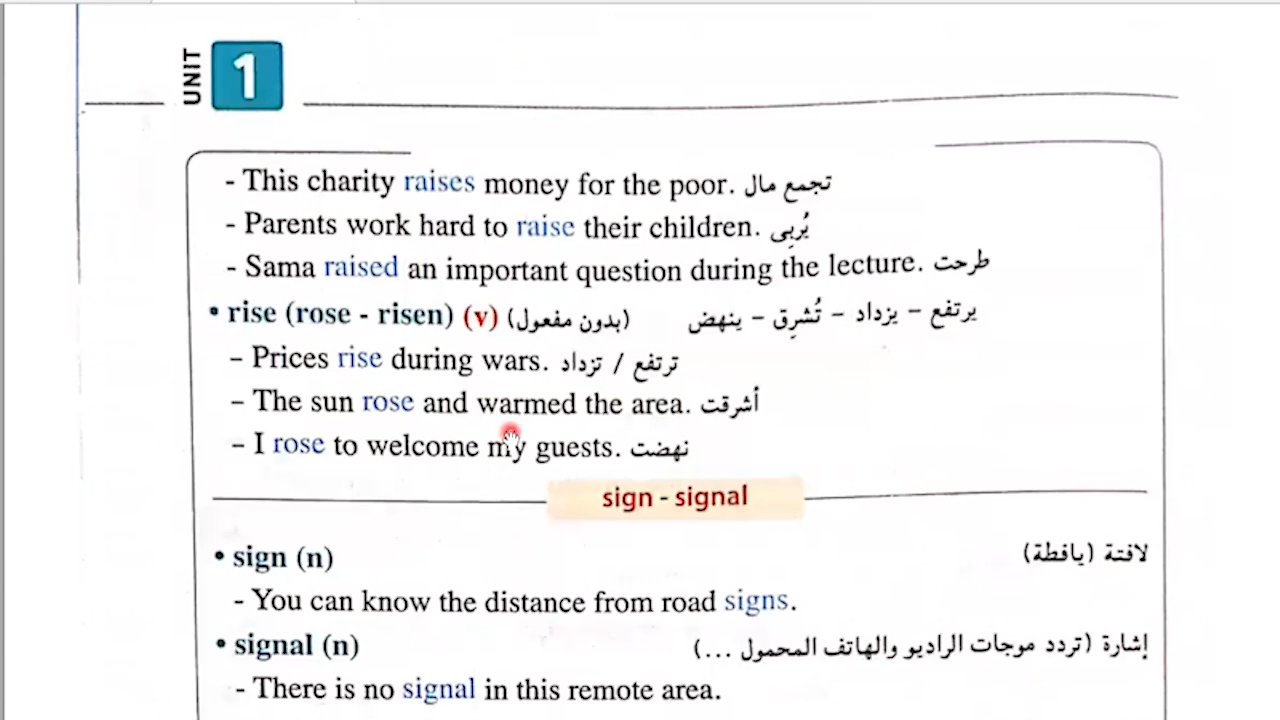 UNIT 1
- This charity raises money for the poor. تجمع مال
- Parents work hard to raise their children. يُربِى
- Sama raised an important question during the lecture. طرحت
• rise (rose - risen) (v) (بدون مفعول) يرتفع – يزداد – تُشرِق – ينهض
– Prices rise during wars. ترتفع / تزداد
– The sun rose and warmed the area. أشرقت
– I rose to welcome my guests. نهضت
sign - signal
• sign (n) لافتة (يافطة)
- You can know the distance from road signs.
• signal (n) إشارة (تردد موجات الراديو والهاتف المحمول ...)
- There is no signal in this remote area.